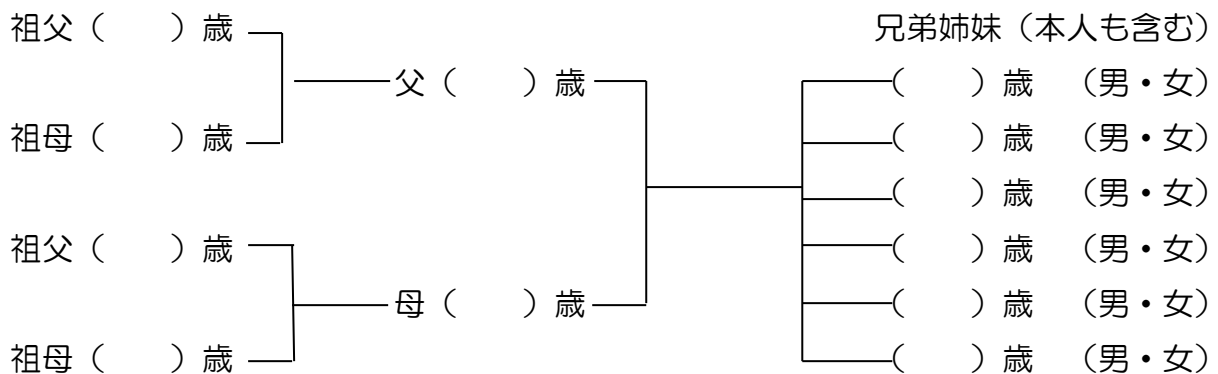 祖父（　　）歳　　兄弟姉妹（本人も含む）
父（　　）歳　　（　　）歳　（男・女）
祖母（　　）歳　　（　　）歳　（男・女）
（　　）歳　（男・女）
祖父（　　）歳　　（　　）歳　（男・女）
母（　　）歳　　（　　）歳　（男・女）
祖母（　　）歳　　（　　）歳　（男・女）